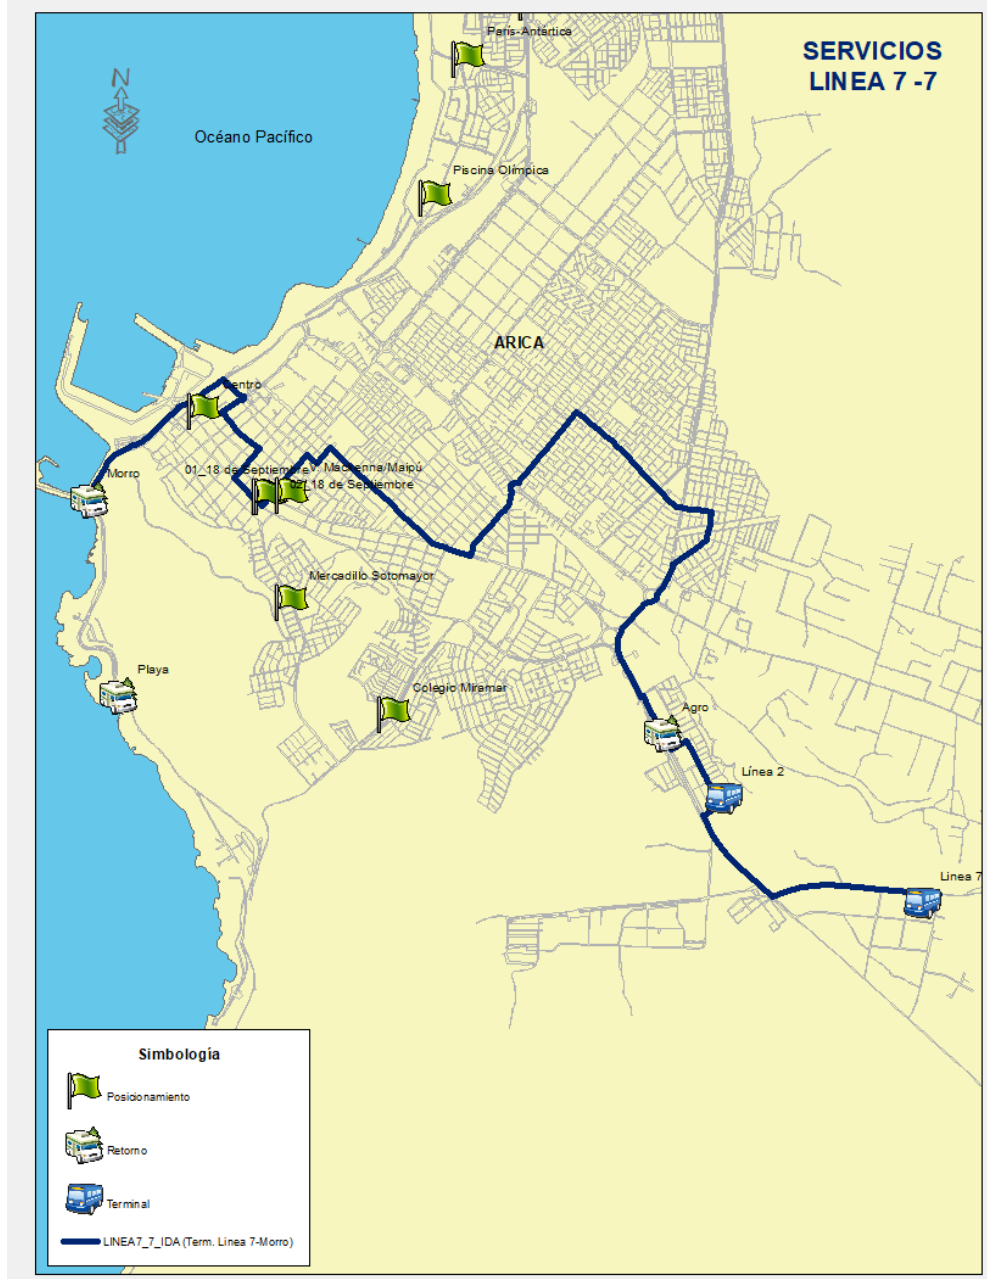 París-Antártica
SERVICIOS
LINEA 7 -7
N
Océano Pacífico
Piscina Olímpica
ARICA
Centro
Morro
01_18 de Septiembre
V. Mackenna/Maipú
02_18 de Septiembre
Mercadillo Sotomayor
Playa
Colegio Miramar
Agro
Línea 2
Linea 7
Simbología
Posicionamiento
Retorno
Terminal
LINEA7_7_IDA (Term. Linea 7-Morro)